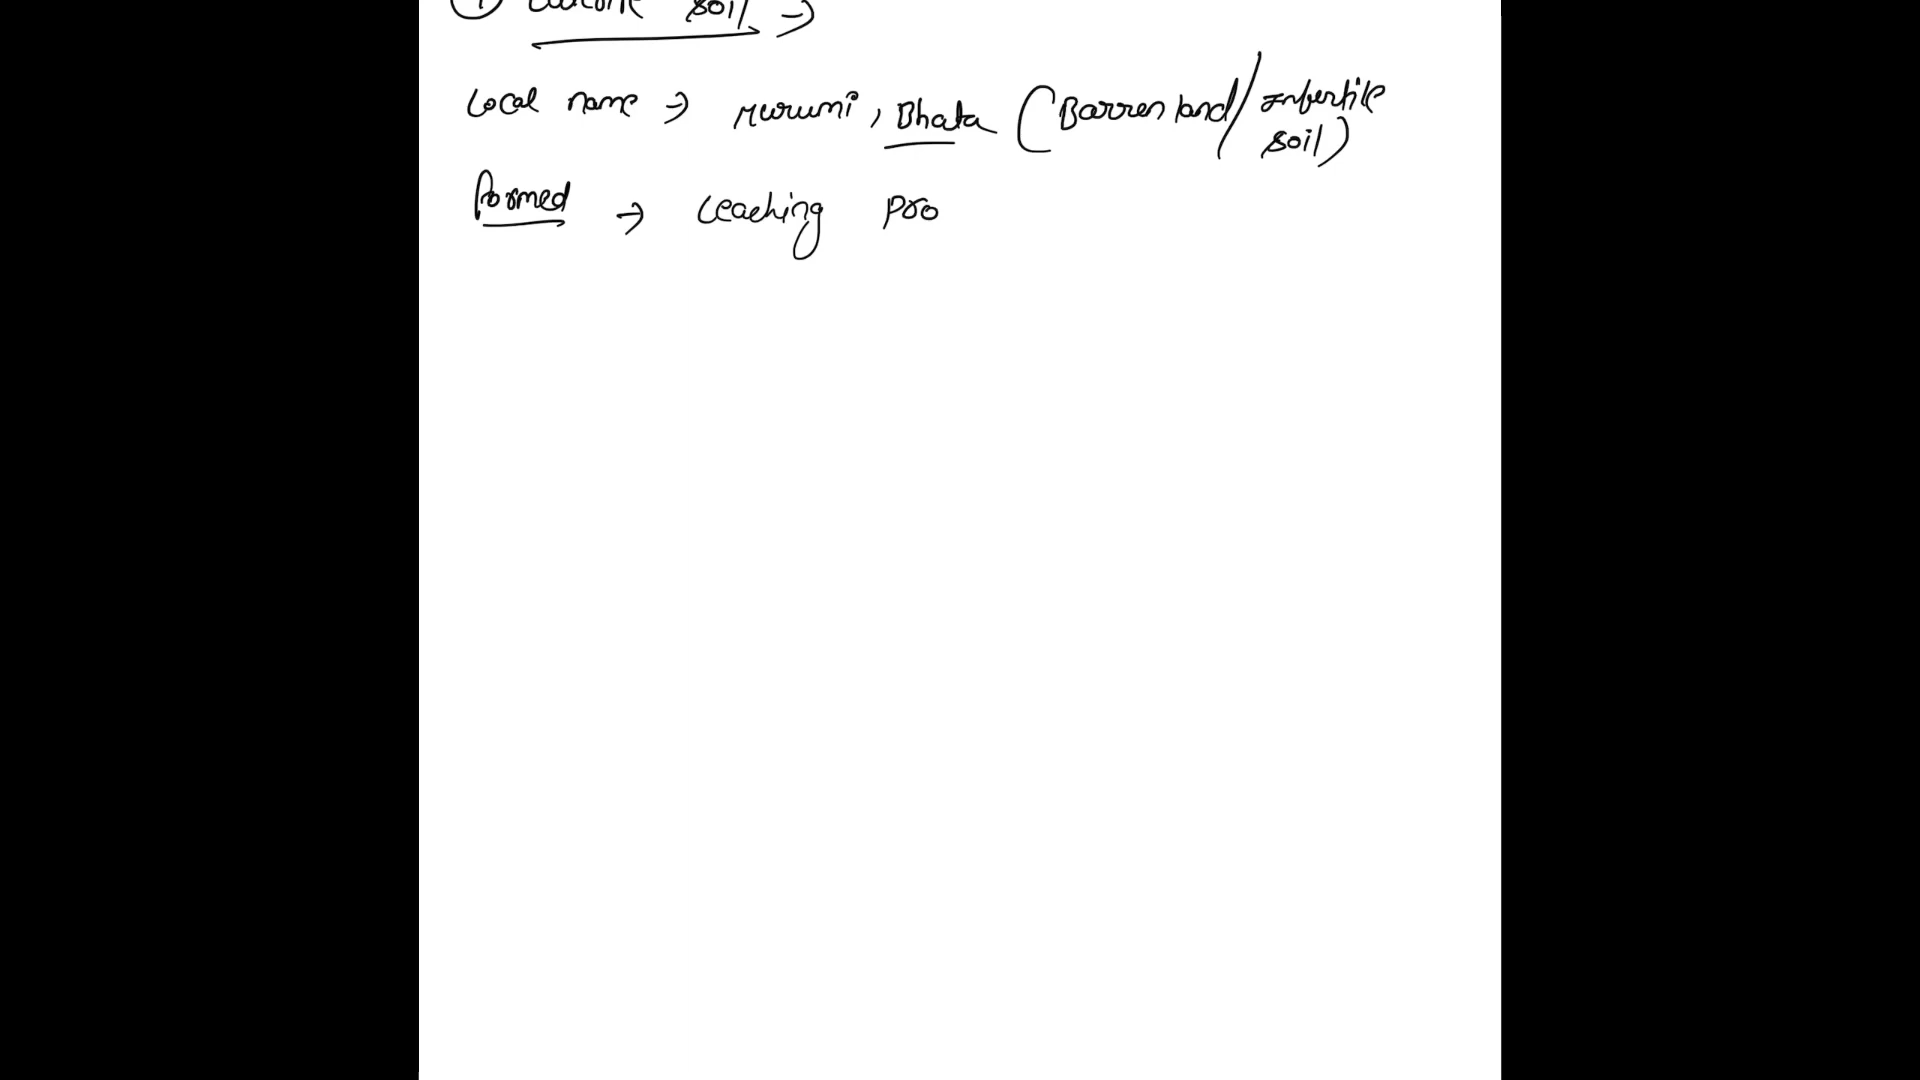 soil →
Local name → Murumi, Bhata (Barren land/Infertile
soil)
Formed → Leaching pro